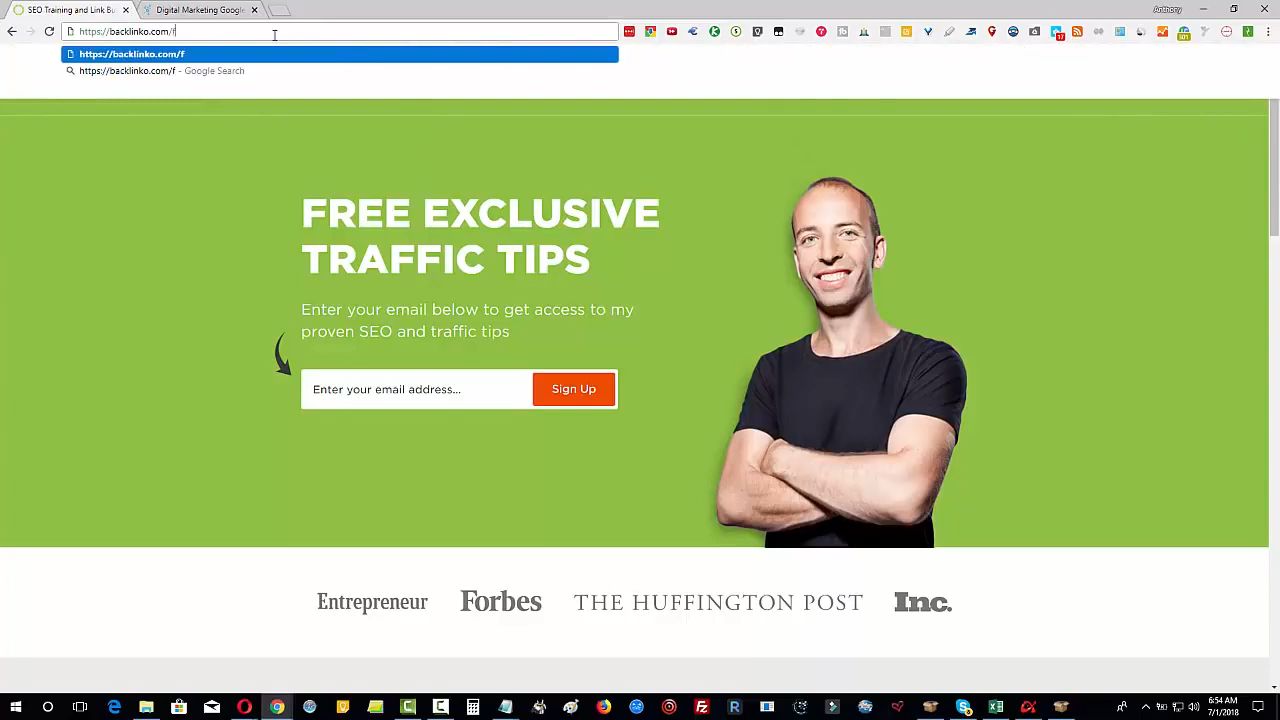 SEO Training and Link Bu
Digital Marketing Google
Anthony
https://backlinko.com/f
https://backlinko.com/f
https://backlinko.com/f - Google Search
FREE EXCLUSIVE
TRAFFIC TIPS
Enter your email below to get access to my
proven SEO and traffic tips
Enter your email address...
Sign Up
Entrepreneur
Forbes
THE HUFFINGTON POST
Inc.
6:54 AM
7/1/2018